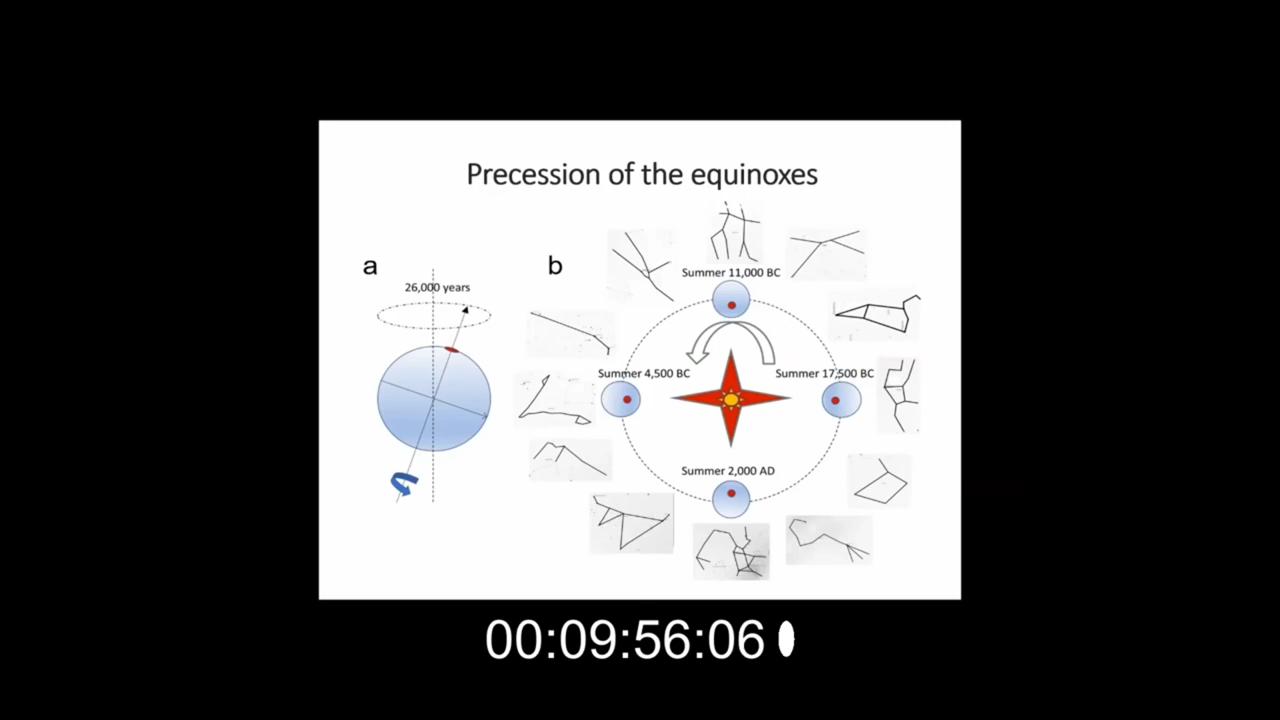 Precession of the equinoxes
a
b
26,000 years
Summer 11,000 BC
Summer 4,500 BC
Summer 17,500 BC
Summer 2,000 AD
00:09:56:06